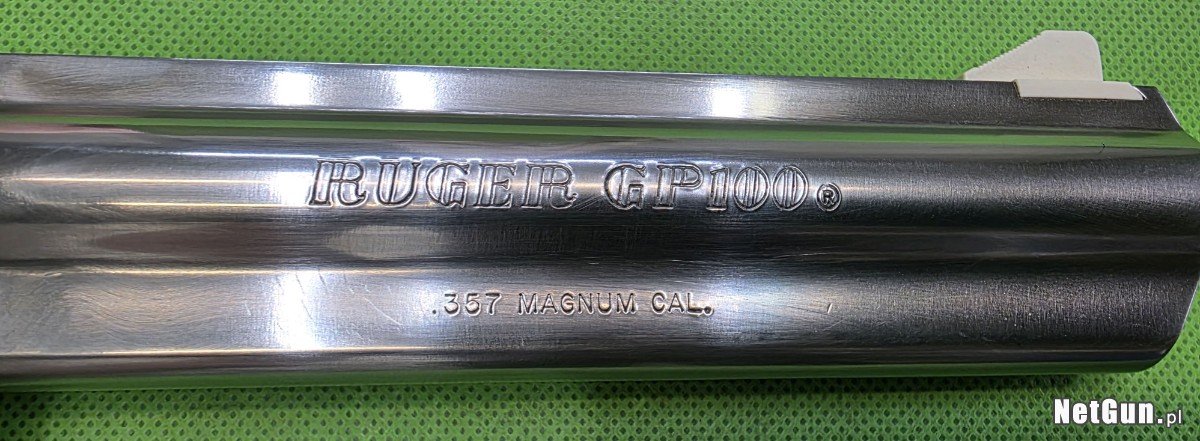 RUGER GP100®
.357 MAGNUM CAL.
NetGun.pl